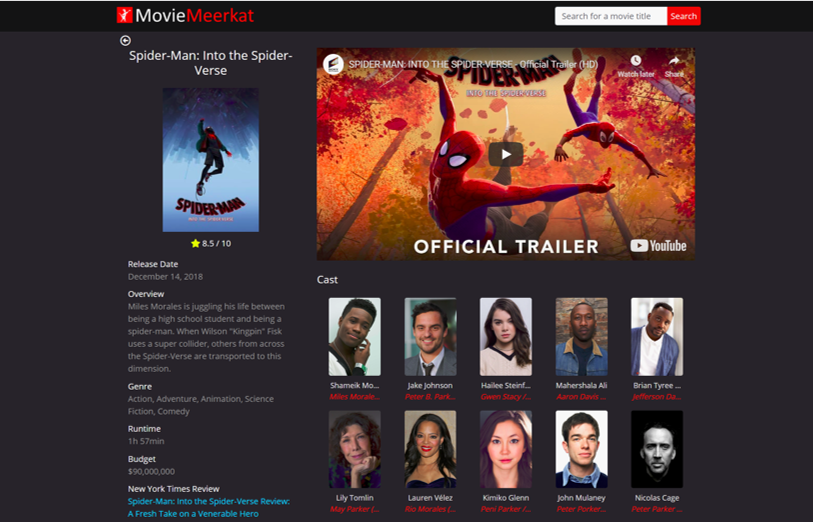 MovieMeerkat
Search for a movie title
Search
Spider-Man: Into the Spider-
Verse
SPIDER-MAN
INTO THE SPIDER-VERSE
8.5 / 10
Release Date
December 14, 2018
Overview
Miles Morales is juggling his life between
being a high school student and being a
spider-man. When Wilson "Kingpin" Fisk
uses a super collider, others from across
the Spider-Verse are transported to this
dimension.
Genre
Action, Adventure, Animation, Science
Fiction, Comedy
Runtime
1h 57min
Budget
$90,000,000
New York Times Review
Spider-Man: Into the Spider-Verse Review:
A Fresh Take on a Venerable Hero
SPIDER-MAN: INTO THE SPIDER-VERSE - Official Trailer (HD)
Watch later
Share
SPIDER-MAN
INTO THE SPIDER-VERSE
OFFICIAL TRAILER
YouTube
Cast
Shameik Mo...
Miles Morale...
Jake Johnson
Peter B. Park...
Hailee Steinf...
Gwen Stacy /...
Mahershala Ali
Aaron Davis ...
Brian Tyree ...
Jefferson Da...
Lily Tomlin
May Parker (...
Lauren Vélez
Rio Morales (...
Kimiko Glenn
Peni Parker /...
John Mulaney
Peter Porker...
Nicolas Cage
Peter Parker ...